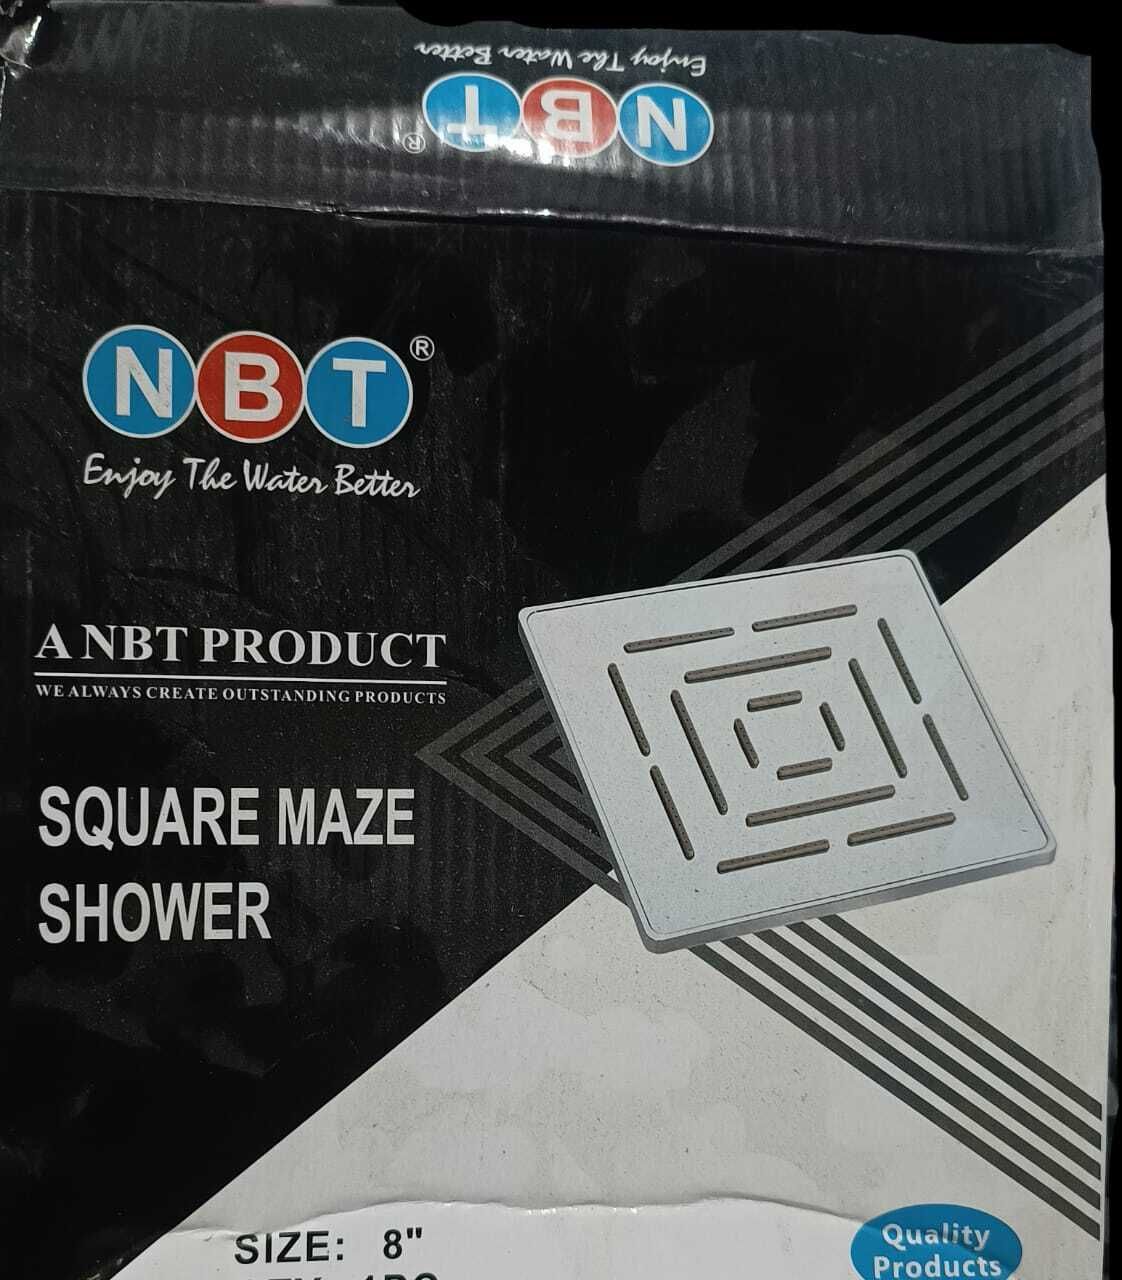 Enjoy The Water Better
NBT®
NBT®
Enjoy The Water Better
A NBT PRODUCT
WE ALWAYS CREATE OUTSTANDING PRODUCTS
SQUARE MAZE
SHOWER
SIZE: 8"
Quality
Products